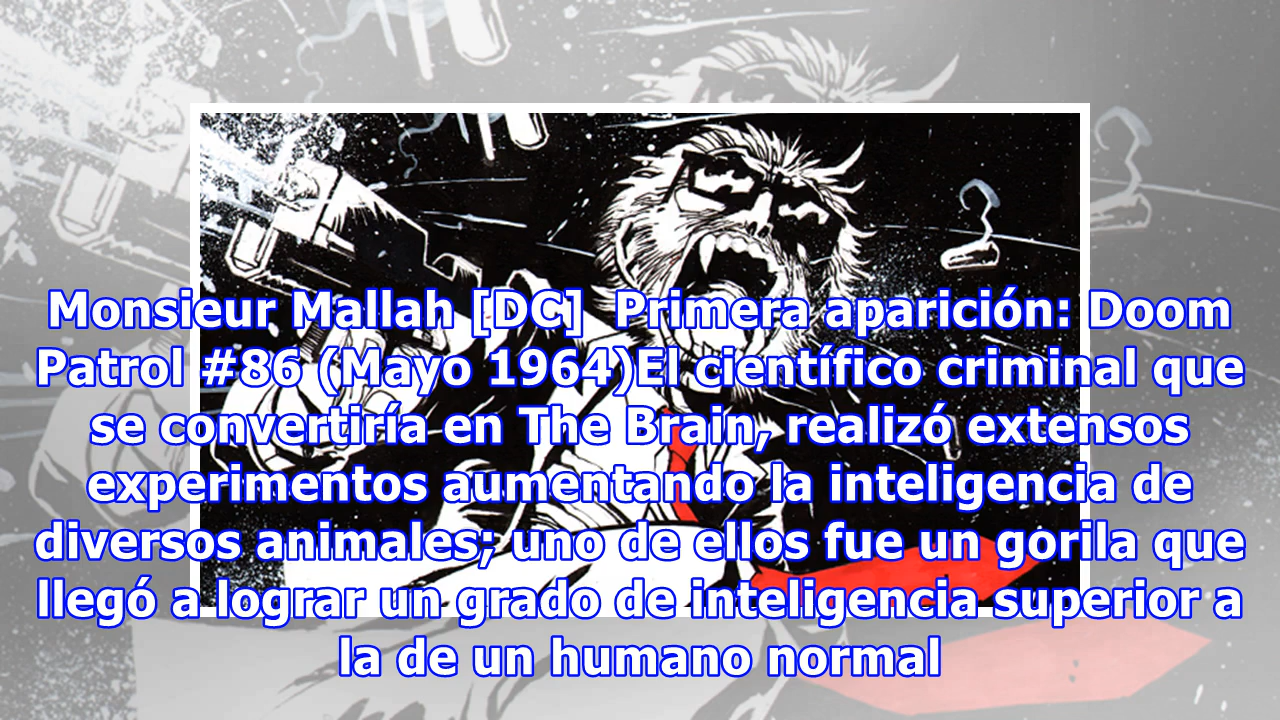 Monsieur Mallah [DC]  Primera aparición: Doom
Patrol #86 (Mayo 1964)El científico criminal que
se convertiría en The Brain, realizó extensos
experimentos aumentando la inteligencia de
diversos animales; uno de ellos fue un gorila que
llegó a lograr un grado de inteligencia superior a
la de un humano normal